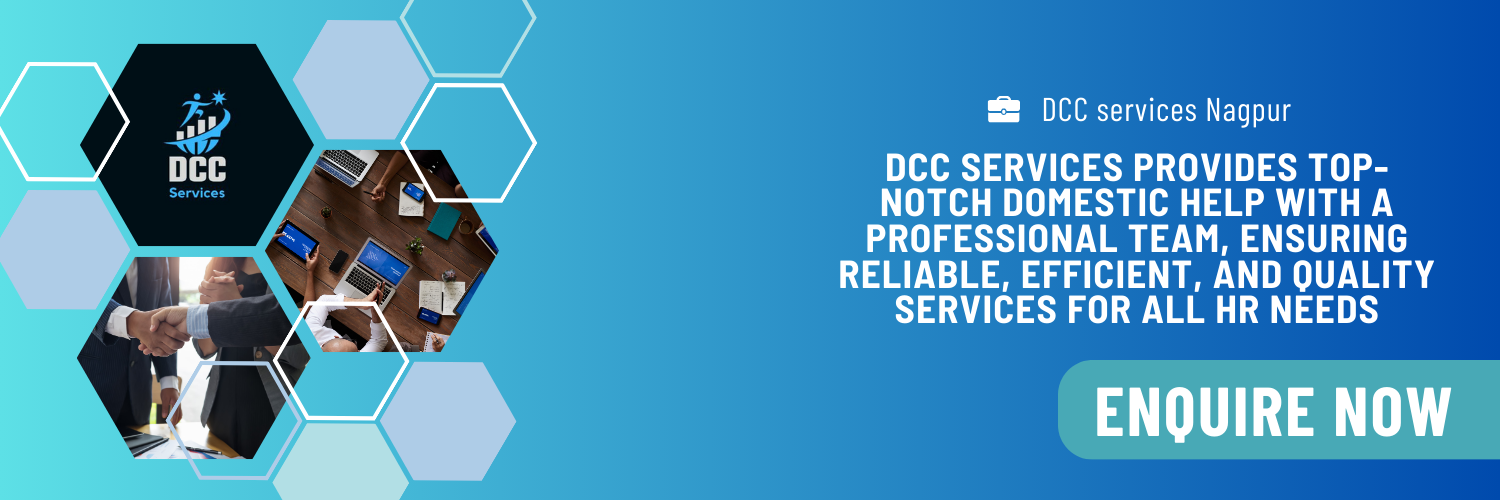 DCC
Services
DCC services Nagpur
DCC SERVICES PROVIDES TOP-
NOTCH DOMESTIC HELP WITH A
PROFESSIONAL TEAM, ENSURING
RELIABLE, EFFICIENT, AND QUALITY
SERVICES FOR ALL HR NEEDS
ENQUIRE NOW